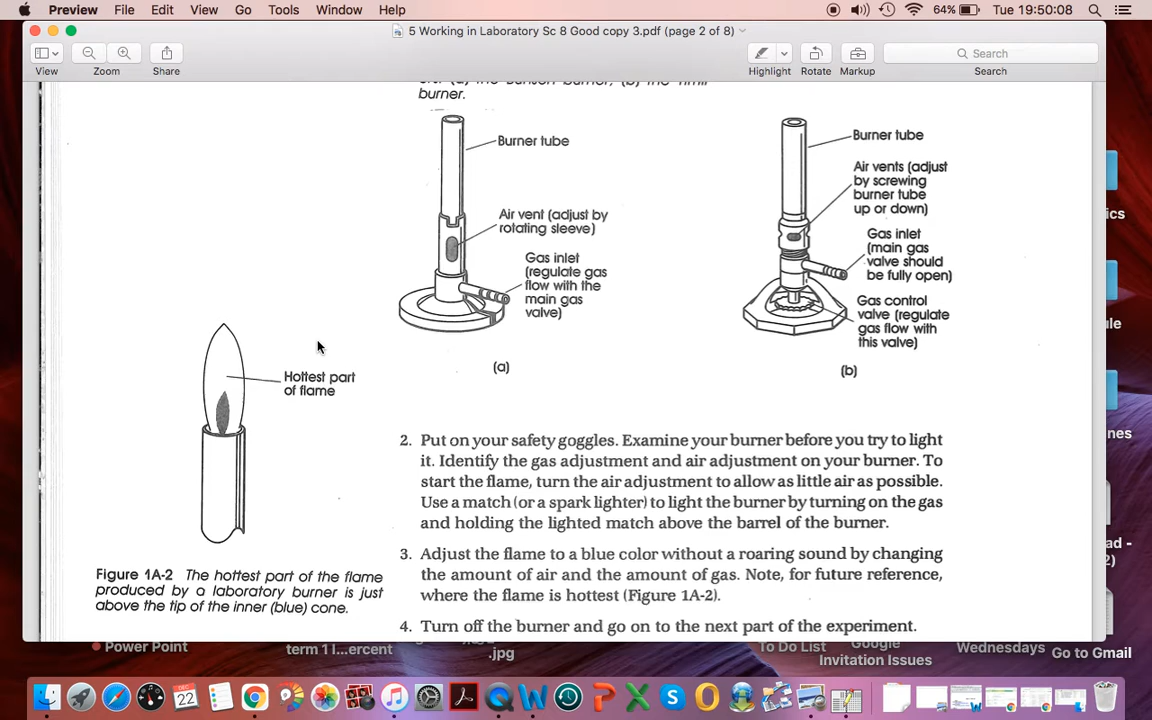 Preview File Edit View Go Tools Window Help
64% Tue 19:50:08
5 Working in Laboratory Sc 8 Good copy 3.pdf (page 2 of 8)
View Zoom Share
Highlight Rotate Markup Search
Search
burner.
Burner tube
Air vent (adjust by
rotating sleeve)
Gas inlet
(regulate gas
flow with the
main gas
valve)
(a)
Burner tube
Air vents (adjust
by screwing
burner tube
up or down)
Gas inlet
(main gas
valve should
be fully open)
Gas control
valve (regulate
gas flow with
this valve)
(b)
Hottest part
of flame
Figure 1A-2 The hottest part of the flame
produced by a laboratory burner is just
above the tip of the inner (blue) cone.
2. Put on your safety goggles. Examine your burner before you try to light
it. Identify the gas adjustment and air adjustment on your burner. To
start the flame, turn the air adjustment to allow as little air as possible.
Use a match (or a spark lighter) to light the burner by turning on the gas
and holding the lighted match above the barrel of the burner.
3. Adjust the flame to a blue color without a roaring sound by changing
the amount of air and the amount of gas. Note, for future reference,
where the flame is hottest (Figure 1A-2).
4. Turn off the burner and go on to the next part of the experiment.
ics
ule
nes
ad -
2)
Power Point
term 1 l...ercent
.jpg
To Do List
Google
Invitation Issues
Wednesdays
Go to Gmail
22